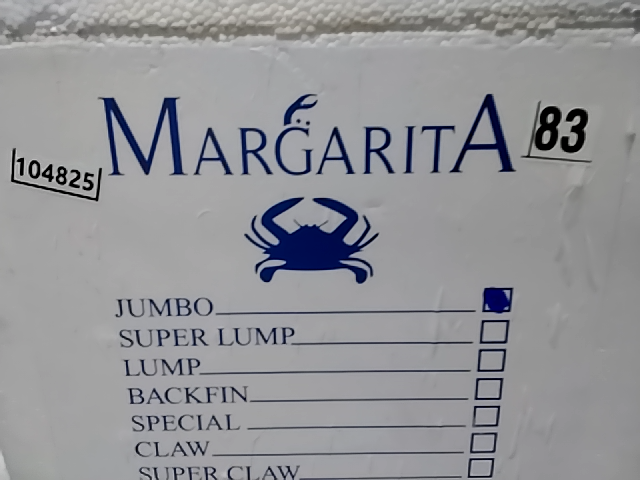 MARGARITA
83
104825
JUMBO
SUPER LUMP
LUMP
BACKFIN
SPECIAL
CLAW
SUPER CLAW